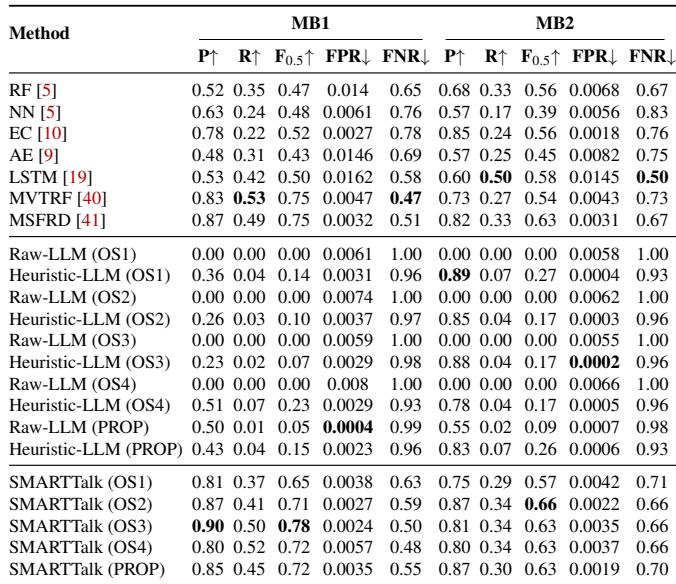 Method MB1 MB2
P↑ R↑ F0.5↑ FPR↓ FNR↓ P↑ R↑ F0.5↑ FPR↓ FNR↓
RF [5] 0.52 0.35 0.47 0.014 0.65 0.68 0.33 0.56 0.0068 0.67
NN [5] 0.63 0.24 0.48 0.0061 0.76 0.57 0.17 0.39 0.0056 0.83
EC [10] 0.78 0.22 0.52 0.0027 0.78 0.85 0.24 0.56 0.0018 0.76
AE [9] 0.48 0.31 0.43 0.0146 0.69 0.57 0.25 0.45 0.0082 0.75
LSTM [19] 0.53 0.42 0.50 0.0162 0.58 0.60 0.50 0.58 0.0145 0.50
MVTRF [40] 0.83 0.53 0.75 0.0047 0.47 0.73 0.27 0.54 0.0043 0.73
MSFRD [41] 0.87 0.49 0.75 0.0032 0.51 0.82 0.33 0.63 0.0031 0.67
Raw-LLM (OS1) 0.00 0.00 0.00 0.0061 1.00 0.00 0.00 0.00 0.0058 1.00
Heuristic-LLM (OS1) 0.36 0.04 0.14 0.0031 0.96 0.89 0.07 0.27 0.0004 0.93
Raw-LLM (OS2) 0.00 0.00 0.00 0.0074 1.00 0.00 0.00 0.00 0.0062 1.00
Heuristic-LLM (OS2) 0.26 0.03 0.10 0.0037 0.97 0.85 0.04 0.17 0.0003 0.96
Raw-LLM (OS3) 0.00 0.00 0.00 0.0059 1.00 0.00 0.00 0.00 0.0055 1.00
Heuristic-LLM (OS3) 0.23 0.02 0.07 0.0029 0.98 0.88 0.04 0.17 0.0002 0.96
Raw-LLM (OS4) 0.00 0.00 0.00 0.008 1.00 0.00 0.00 0.00 0.0066 1.00
Heuristic-LLM (OS4) 0.51 0.07 0.23 0.0029 0.93 0.78 0.04 0.17 0.0005 0.96
Raw-LLM (PROP) 0.50 0.01 0.05 0.0004 0.99 0.55 0.02 0.09 0.0007 0.98
Heuristic-LLM (PROP) 0.43 0.04 0.15 0.0023 0.96 0.83 0.07 0.26 0.0006 0.93
SMARTTalk (OS1) 0.81 0.37 0.65 0.0038 0.63 0.75 0.29 0.57 0.0042 0.71
SMARTTalk (OS2) 0.87 0.41 0.71 0.0027 0.59 0.87 0.34 0.66 0.0022 0.66
SMARTTalk (OS3) 0.90 0.50 0.78 0.0024 0.50 0.81 0.34 0.63 0.0035 0.66
SMARTTalk (OS4) 0.80 0.52 0.72 0.0057 0.48 0.80 0.34 0.63 0.0037 0.66
SMARTTalk (PROP) 0.85 0.45 0.72 0.0035 0.55 0.87 0.30 0.63 0.0019 0.70